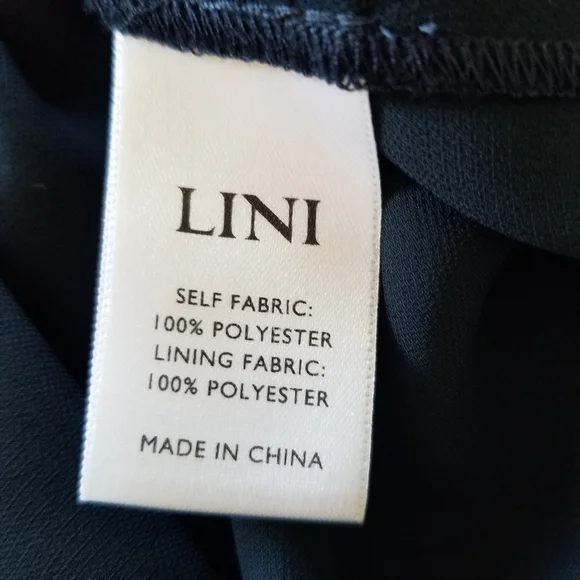 LINI
SELF FABRIC:
100% POLYESTER
LINING FABRIC:
100% POLYESTER
MADE IN CHINA